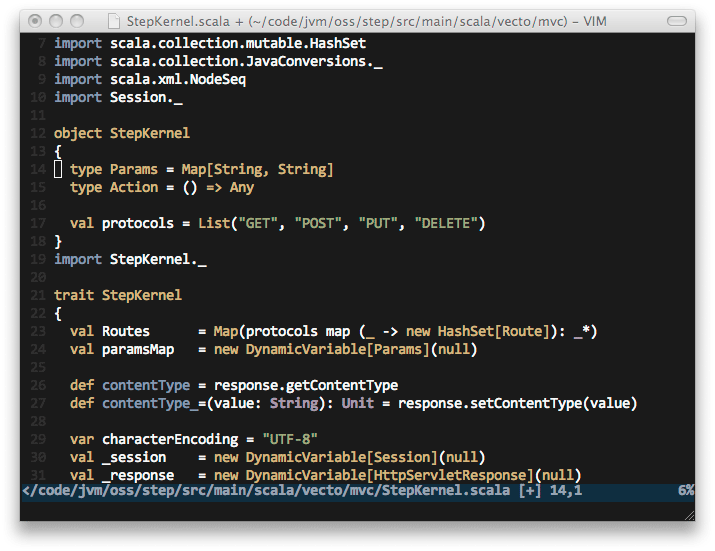 StepKernel.scala + (~/code/jvm/oss/step/src/main/scala/vecto/mvc) – VIM
7 import scala.collection.mutable.HashSet
8 import scala.collection.JavaConversions._
9 import scala.xml.NodeSeq
10 import Session._
11
12 object StepKernel
13 {
14   type Params = Map[String, String]
15   type Action = () => Any
16
17   val protocols = List("GET", "POST", "PUT", "DELETE")
18 }
19 import StepKernel._
20
21 trait StepKernel
22 {
23   val Routes      = Map(protocols map (_ -> new HashSet[Route]): _*)
24   val paramsMap   = new DynamicVariable[Params](null)
25
26   def contentType = response.getContentType
27   def contentType_=(value: String): Unit = response.setContentType(value)
28
29   var characterEncoding = "UTF-8"
30   val _session    = new DynamicVariable[Session](null)
31   val _response   = new DynamicVariable[HttpServletResponse](null)
</code/jvm/oss/step/src/main/scala/vecto/mvc/StepKernel.scala [+] 14,1 6%